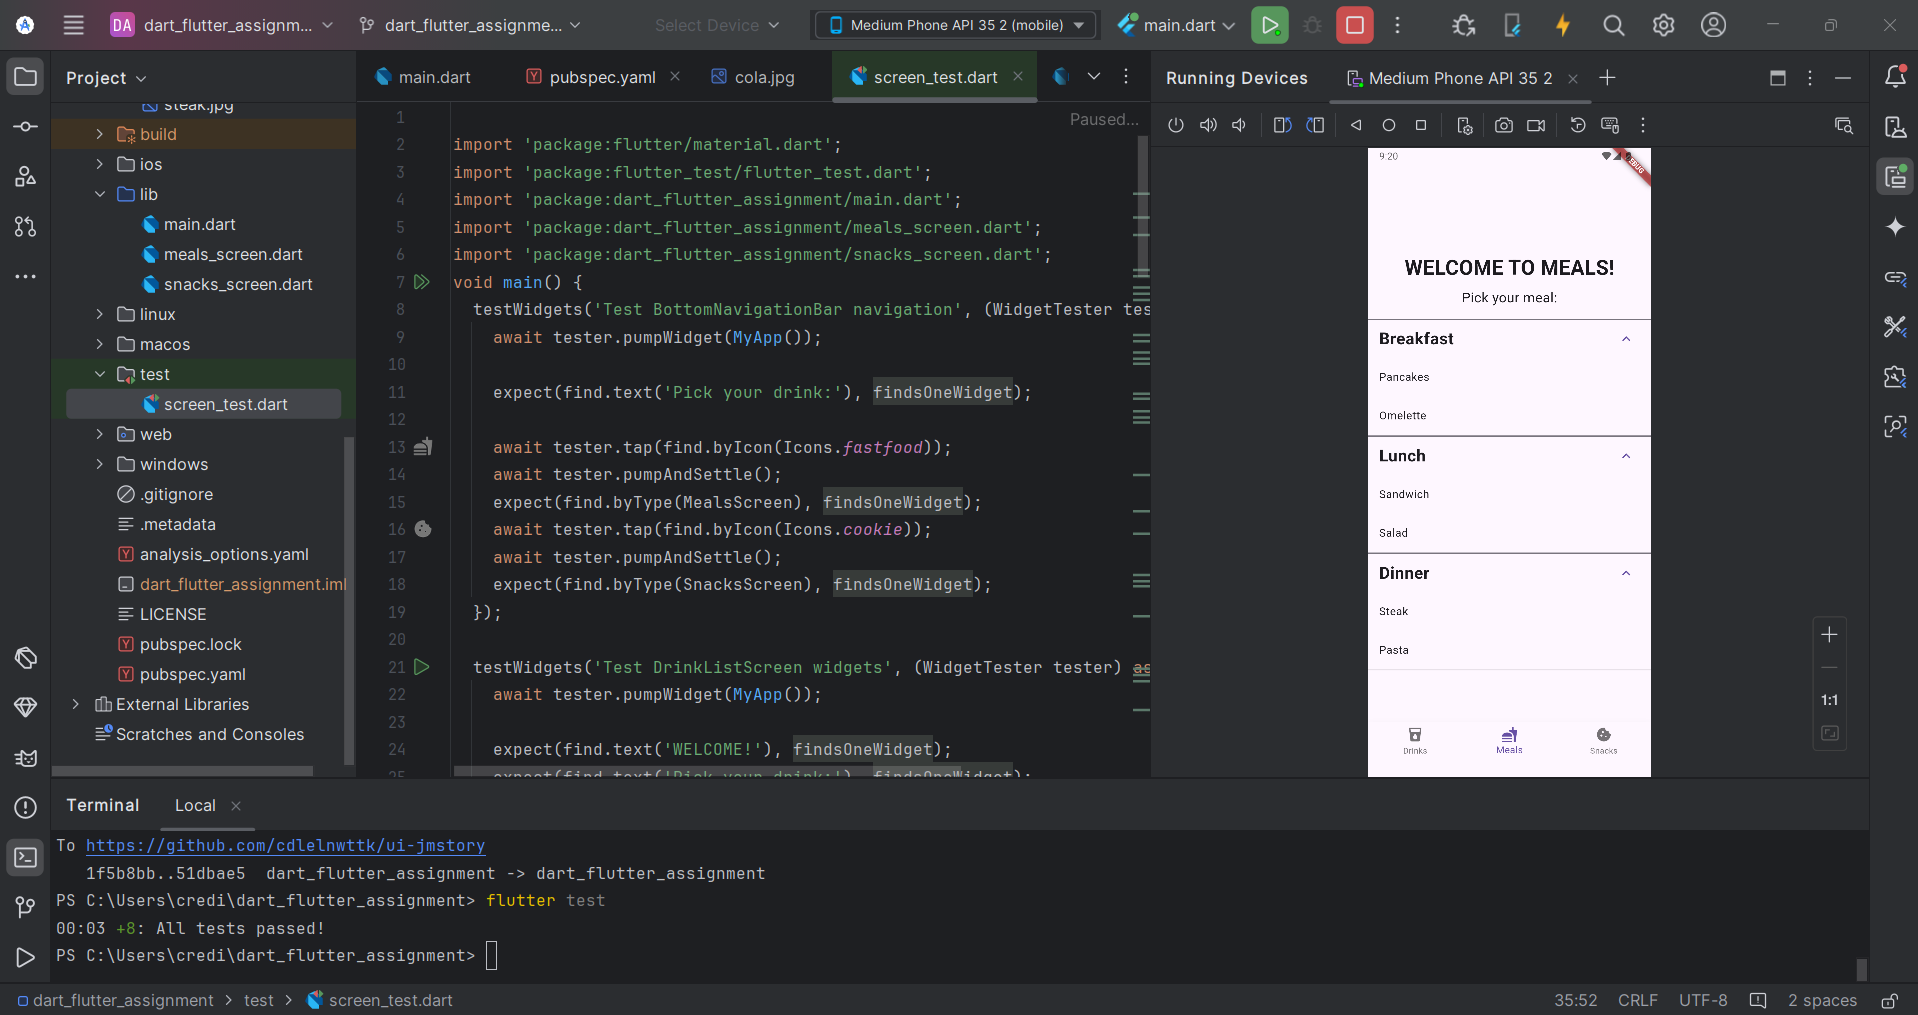 DA dart_flutter_assignm... dart_flutter_assignme... Select Device Medium Phone API 35 2 (mobile) main.dart
Project
steak.jpg
build
ios
lib
main.dart
meals_screen.dart
snacks_screen.dart
linux
macos
test
screen_test.dart
web
windows
.gitignore
.metadata
analysis_options.yaml
dart_flutter_assignment.iml
LICENSE
pubspec.lock
pubspec.yaml
External Libraries
Scratches and Consoles
main.dart pubspec.yaml cola.jpg screen_test.dart
Paused...
1
2 import 'package:flutter/material.dart';
3 import 'package:flutter_test/flutter_test.dart';
4 import 'package:dart_flutter_assignment/main.dart';
5 import 'package:dart_flutter_assignment/meals_screen.dart';
6 import 'package:dart_flutter_assignment/snacks_screen.dart';
7 void main() {
8 testWidgets('Test BottomNavigationBar navigation', (WidgetTester tes
9 await tester.pumpWidget(MyApp());
10
11 expect(find.text('Pick your drink:'), findsOneWidget);
12
13 await tester.tap(find.byIcon(Icons.fastfood));
14 await tester.pumpAndSettle();
15 expect(find.byType(MealsScreen), findsOneWidget);
16 await tester.tap(find.byIcon(Icons.cookie));
17 await tester.pumpAndSettle();
18 expect(find.byType(SnacksScreen), findsOneWidget);
19 });
20
21 testWidgets('Test DrinkListScreen widgets', (WidgetTester tester) as
22 await tester.pumpWidget(MyApp());
23
24 expect(find.text('WELCOME!'), findsOneWidget);
25 expect(find.text('Pick your drink:'), findsOneWidget);
Running Devices Medium Phone API 35 2
9:20
WELCOME TO MEALS!
Pick your meal:
Breakfast
Pancakes
Omelette
Lunch
Sandwich
Salad
Dinner
Steak
Pasta
Drinks Meals Snacks
1:1
Terminal Local
To https://github.com/cdlelnwttk/ui-jmstory
1f5b8bb..51dbae5 dart_flutter_assignment -> dart_flutter_assignment
PS C:\Users\credi\dart_flutter_assignment> flutter test
00:03 +8: All tests passed!
PS C:\Users\credi\dart_flutter_assignment>
dart_flutter_assignment > test > screen_test.dart
35:52 CRLF UTF-8 2 spaces